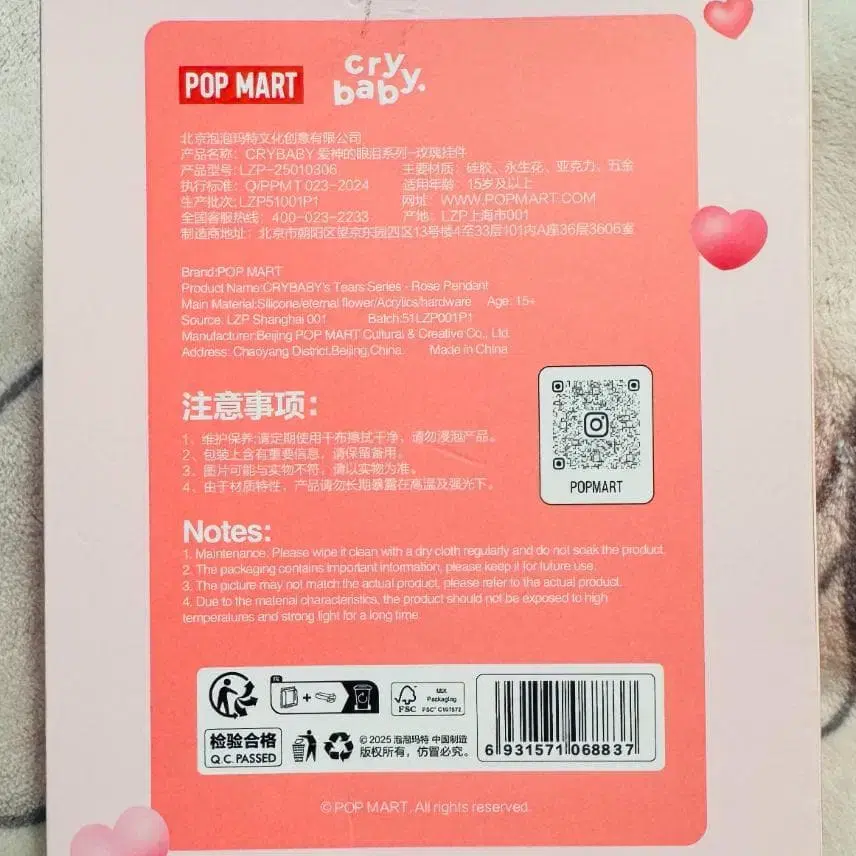 POP MART
cry
baby.
北京泡泡玛特文化创意有限公司
产品名称：CRYBABY 爱神的眼泪系列-玫瑰挂件
产品型号：LZP-25010306 主要材质：硅胶、永生花、亚克力、五金
执行标准：Q/PPMT 023-2024 适用年龄：15岁及以上
生产批次：LZP51001P1 网址：WWW.POPMART.COM
全国客服热线：400-023-2233 产地：LZP上海市001
制造商地址：北京市朝阳区望京东园四区13号楼4至33层101内A座36层3606室
Brand:POP MART
Product Name:CRYBABY's Tears Series - Rose Pendant
Main Material:Silicone/eternal flower/Acrylics/hardware Age: 15+
Source: LZP Shanghai 001 Batch:51LZP001P1
Manufacturer:Beijing POP MART Cultural & Creative Co., Ltd.
Address: Chaoyang District,Beijing,China. Made in China
注意事项：
1、维护保养:请定期使用干布擦拭干净，请勿浸泡产品。
2、包装上含有重要信息，请保留备用。
3、图片可能与实物不符，请以实物为准。
4、由于材质特性，产品请勿长期暴露在高温及强光下。
POPMART
Notes:
1. Maintenance: Please wipe it clean with a dry cloth regularly and do not soak the product.
2. The packaging contains important information, please keep it for future use.
3. The picture may not match the actual product, please refer to the actual product.
4. Due to the material characteristics, the product should not be exposed to high
temperatures and strong light for a long time.
FR
+
FSC
MIX
Packaging
检验合格
Q.C. PASSED
© 2025 泡泡玛特 中国制造
版权所有，仿冒必究。
6 931571 068837
© POP MART. All rights reserved.